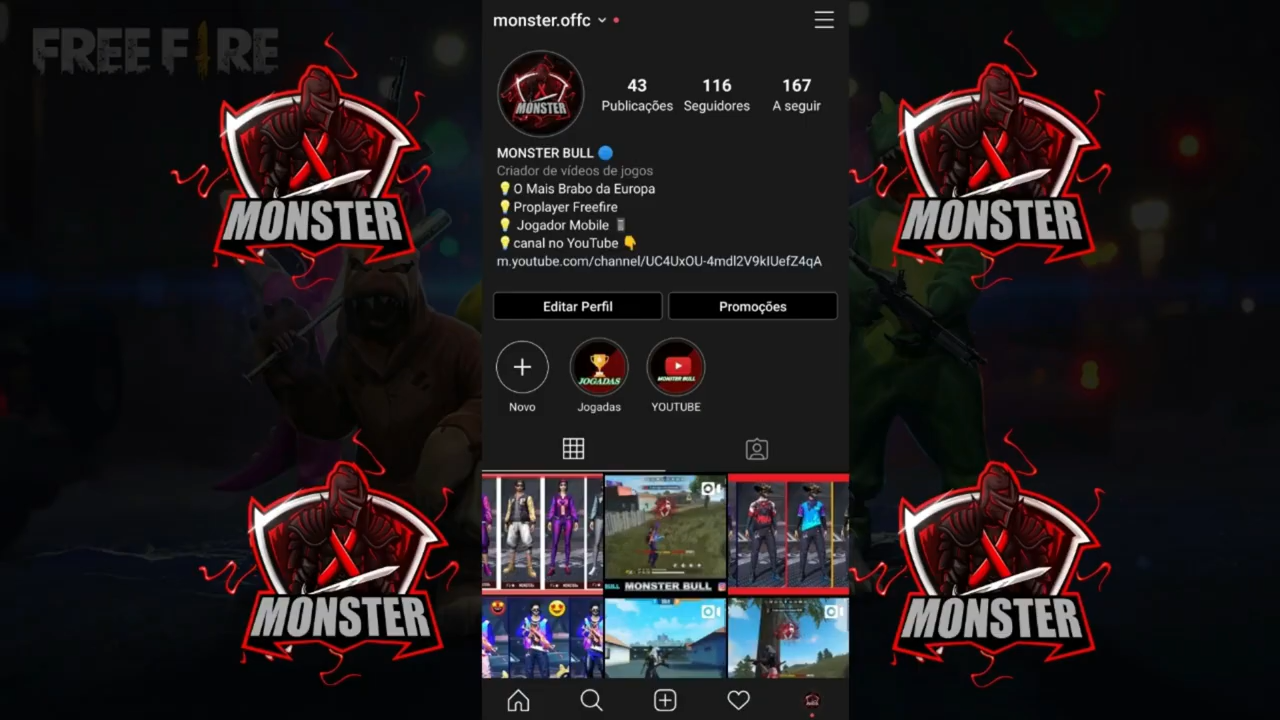 FREE FIRE
monster.offc
MONSTER
43
Publicações
116
Seguidores
167
A seguir
MONSTER BULL
Criador de vídeos de jogos
O Mais Brabo da Europa
Proplayer Freefire
Jogador Mobile
canal no YouTube
m.youtube.com/channel/UC4UxOU-4mdl2V9kIUefZ4qA
Editar Perfil
Promoções
JOGADAS
MONSTER BULL
Novo
Jogadas
YOUTUBE
BULL
MONSTER BULL
MONSTER
MONSTER
MONSTER
MONSTER